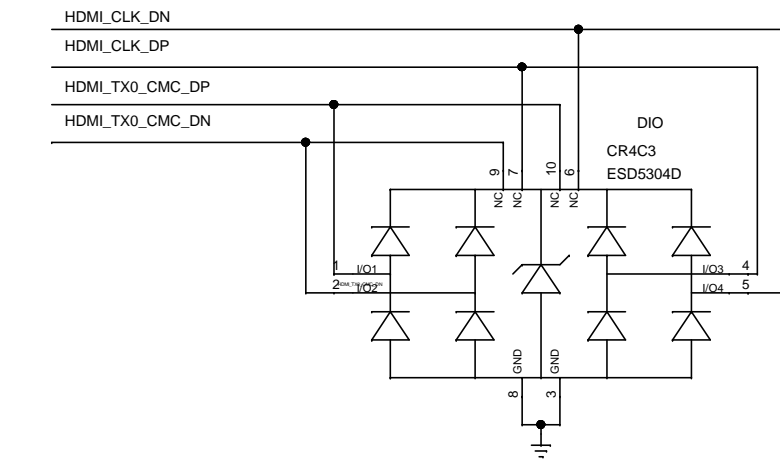 HDMI_CLK_DN
HDMI_CLK_DP
HDMI_TX0_CMC_DP
HDMI_TX0_CMC_DN
DIO
CR4C3
ESD5304D
9 7 10 6
NC NC NC NC
1 I/O1
I/O3 4
2 HDMI_TX0_CMC_DN I/O2
I/O4 5
GND GND
8 3